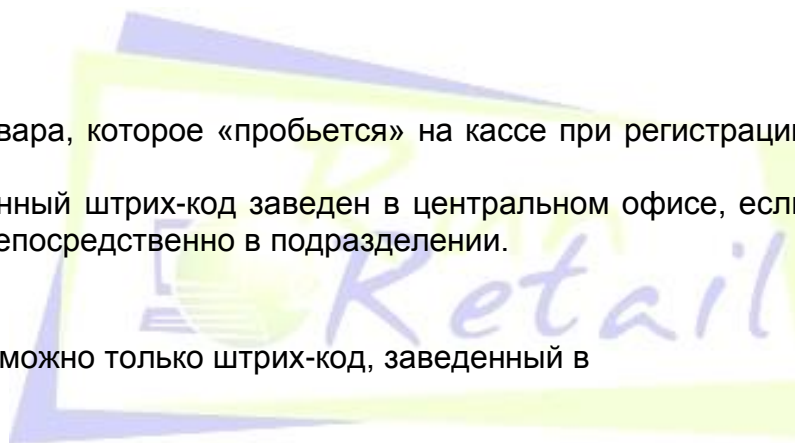 вара, которое «пробьется» на кассе при регистрации
нный штрих-код заведен в центральном офисе, если
епосредственно в подразделении.
Retail
можно только штрих-код, заведенный в